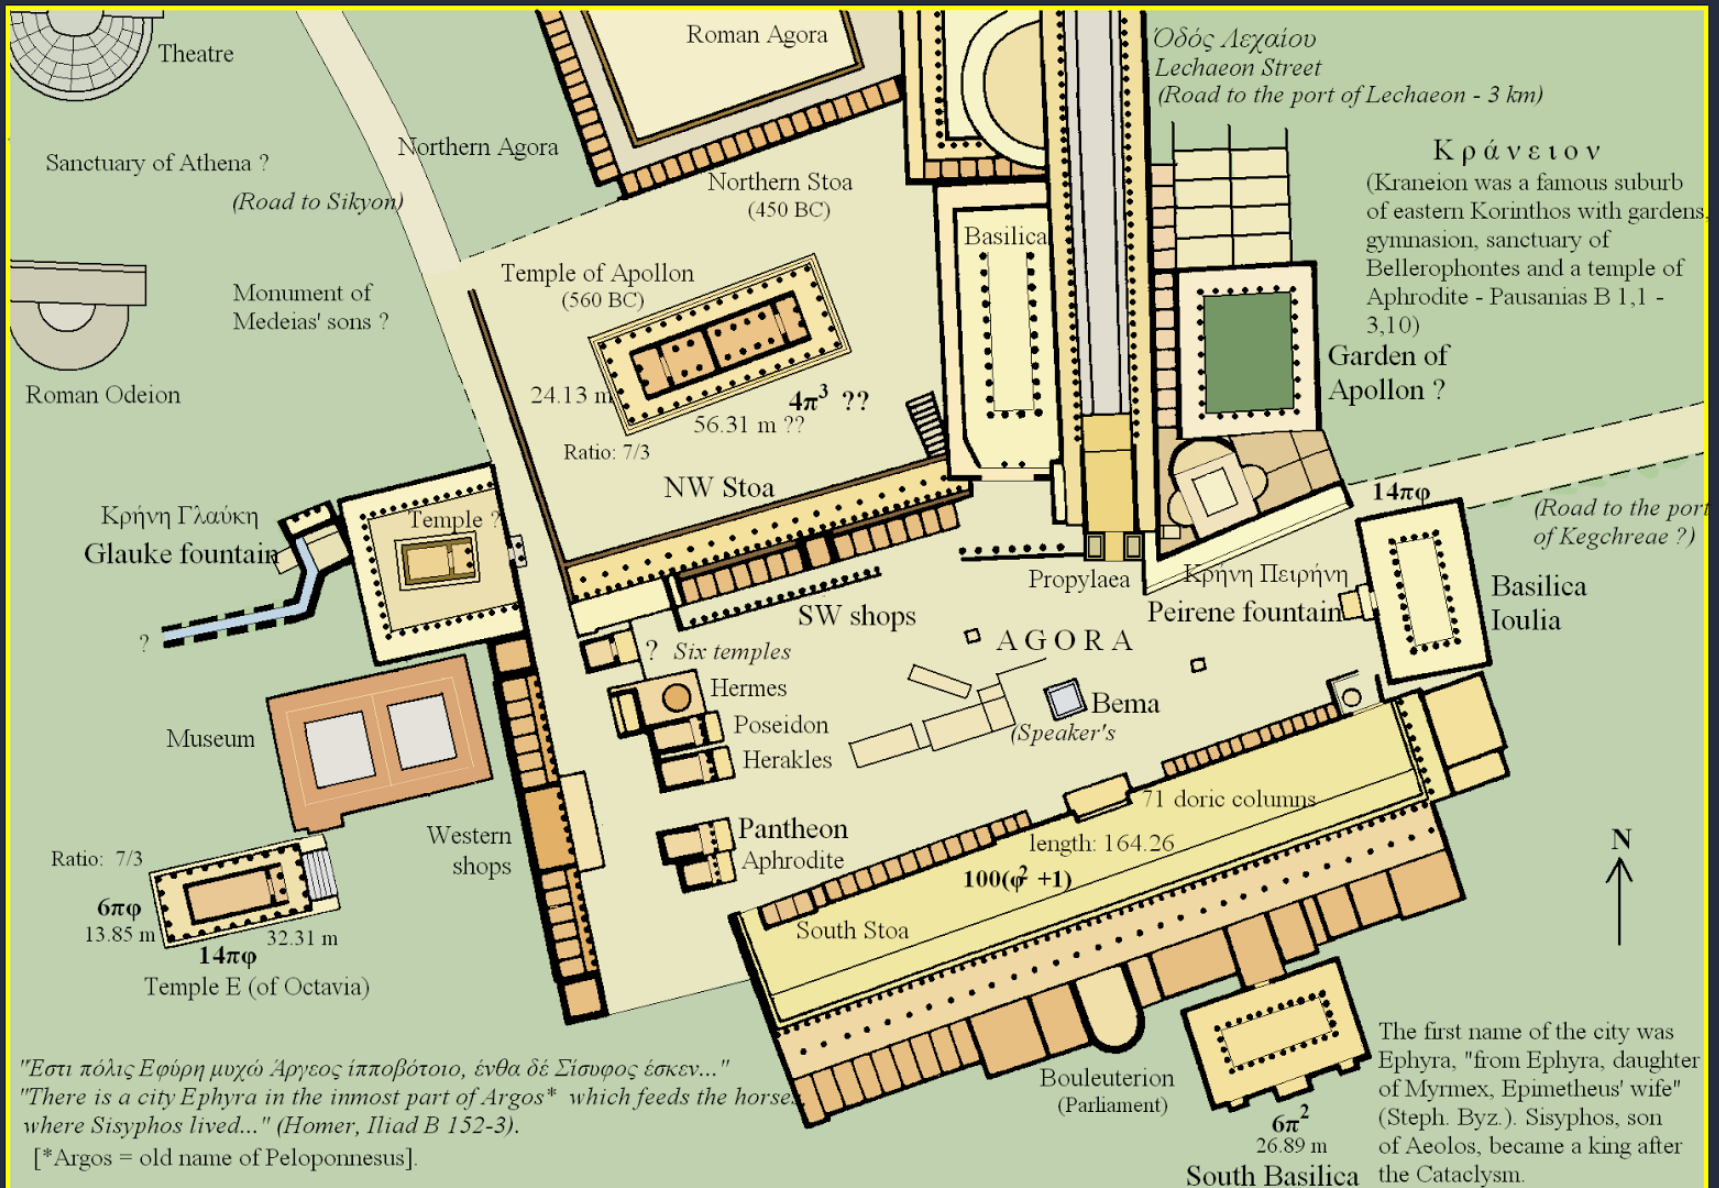 Theatre
Roman Agora
Ὁδός Λεχαίου
Lechaeon Street
(Road to the port of Lechaeon - 3 km)
Sanctuary of Athena ?
Northern Agora
(Road to Sikyon)
Northern Stoa
(450 BC)
Κράνειον
(Kraneion was a famous suburb
of eastern Korinthos with gardens,
gymnasion, sanctuary of
Bellerophontes and a temple of
Aphrodite - Pausanias B 1,1 -
3,10)
Basilica
Temple of Apollon
(560 BC)
Monument of
Medeias' sons ?
Roman Odeion
24.13 m
4π³ ??
56.31 m ??
Ratio: 7/3
Garden of
Apollon ?
NW Stoa
14πφ
(Road to the port
of Kegchreae ?)
Κρήνη Γλαύκη
Glauke fountain
Temple ?
Propylaea
Κρήνη Πειρήνη
Peirene fountain
Basilica
Ioulia
SW shops
?
? Six temples
AGORA
Hermes
Poseidon
Herakles
Bema
(Speaker's
Museum
71 doric columns
length: 164.26
100(φ² +1)
Western
shops
Pantheon
Aphrodite
N
Ratio: 7/3
6πφ
13.85 m
32.31 m
14πφ
Temple E (of Octavia)
South Stoa
Bouleuterion
(Parliament)
6π²
26.89 m
South Basilica
"Εστι πόλις Εφύρη μυχώ Άργεος ίπποβότοιο, ένθα δέ Σίσυφος έσκεν..."
"There is a city Ephyra in the inmost part of Argos* which feeds the horses
where Sisyphos lived..." (Homer, Iliad B 152-3).
[*Argos = old name of Peloponnesus].
The first name of the city was
Ephyra, "from Ephyra, daughter
of Myrmex, Epimetheus' wife"
(Steph. Byz.). Sisyphos, son
of Aeolos, became a king after
the Cataclysm.